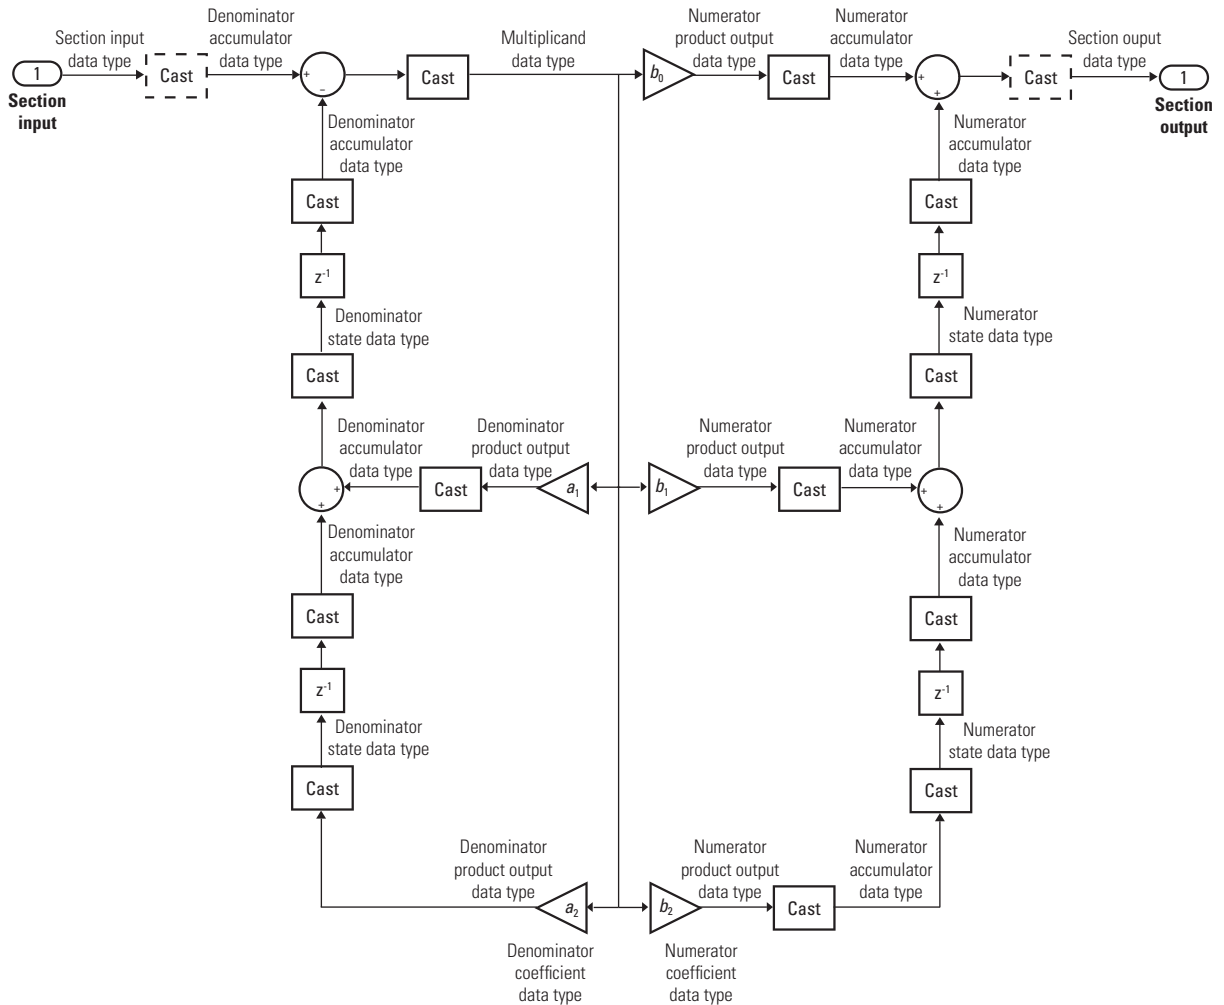 Section input
data type
1
Section
input
Cast
Denominator
accumulator
data type
+
−
Cast
Multiplicand
data type
b0
Numerator
product output
data type
Cast
Numerator
accumulator
data type
+
+
Cast
Section ouput
data type
1
Section
output
Denominator
accumulator
data type
Cast
z-1
Denominator
state data type
Cast
Numerator
accumulator
data type
Cast
z-1
Numerator
state data type
Cast
Denominator
accumulator
data type
+
+
Cast
Denominator
product output
data type
a1
b1
Numerator
product output
data type
Cast
Numerator
accumulator
data type
+
+
Denominator
accumulator
data type
Cast
z-1
Denominator
state data type
Cast
Numerator
accumulator
data type
Cast
z-1
Numerator
state data type
Cast
Denominator
product output
data type
a2
b2
Numerator
product output
data type
Cast
Numerator
accumulator
data type
Denominator
coefficient
data type
Numerator
coefficient
data type